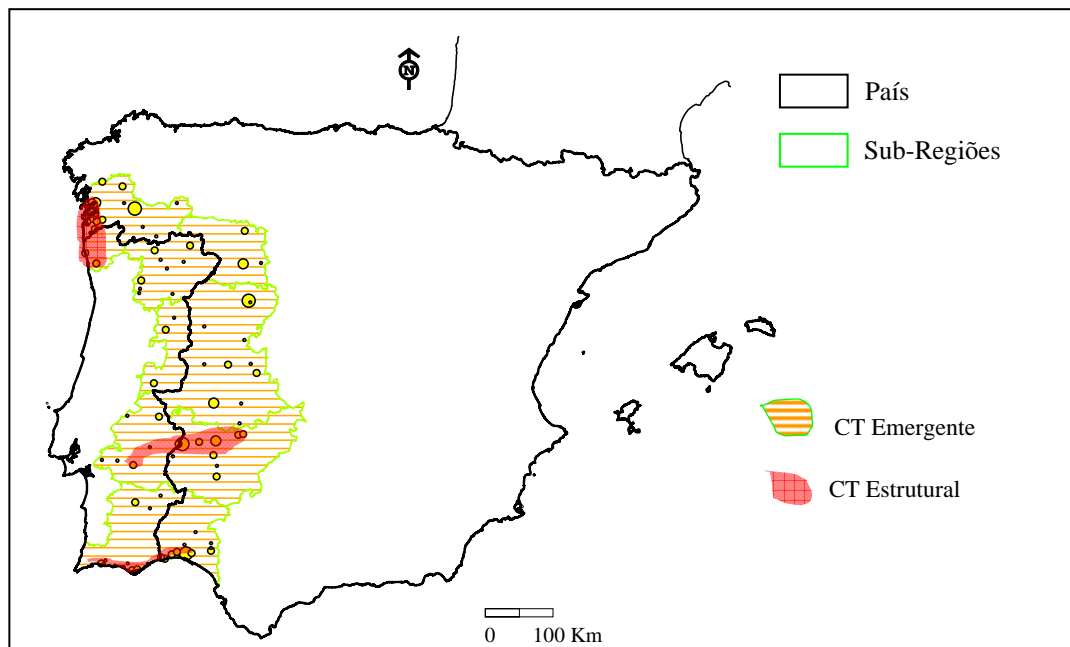 N
País
Sub-Regiões
CT Emergente
CT Estrutural
0 100 Km